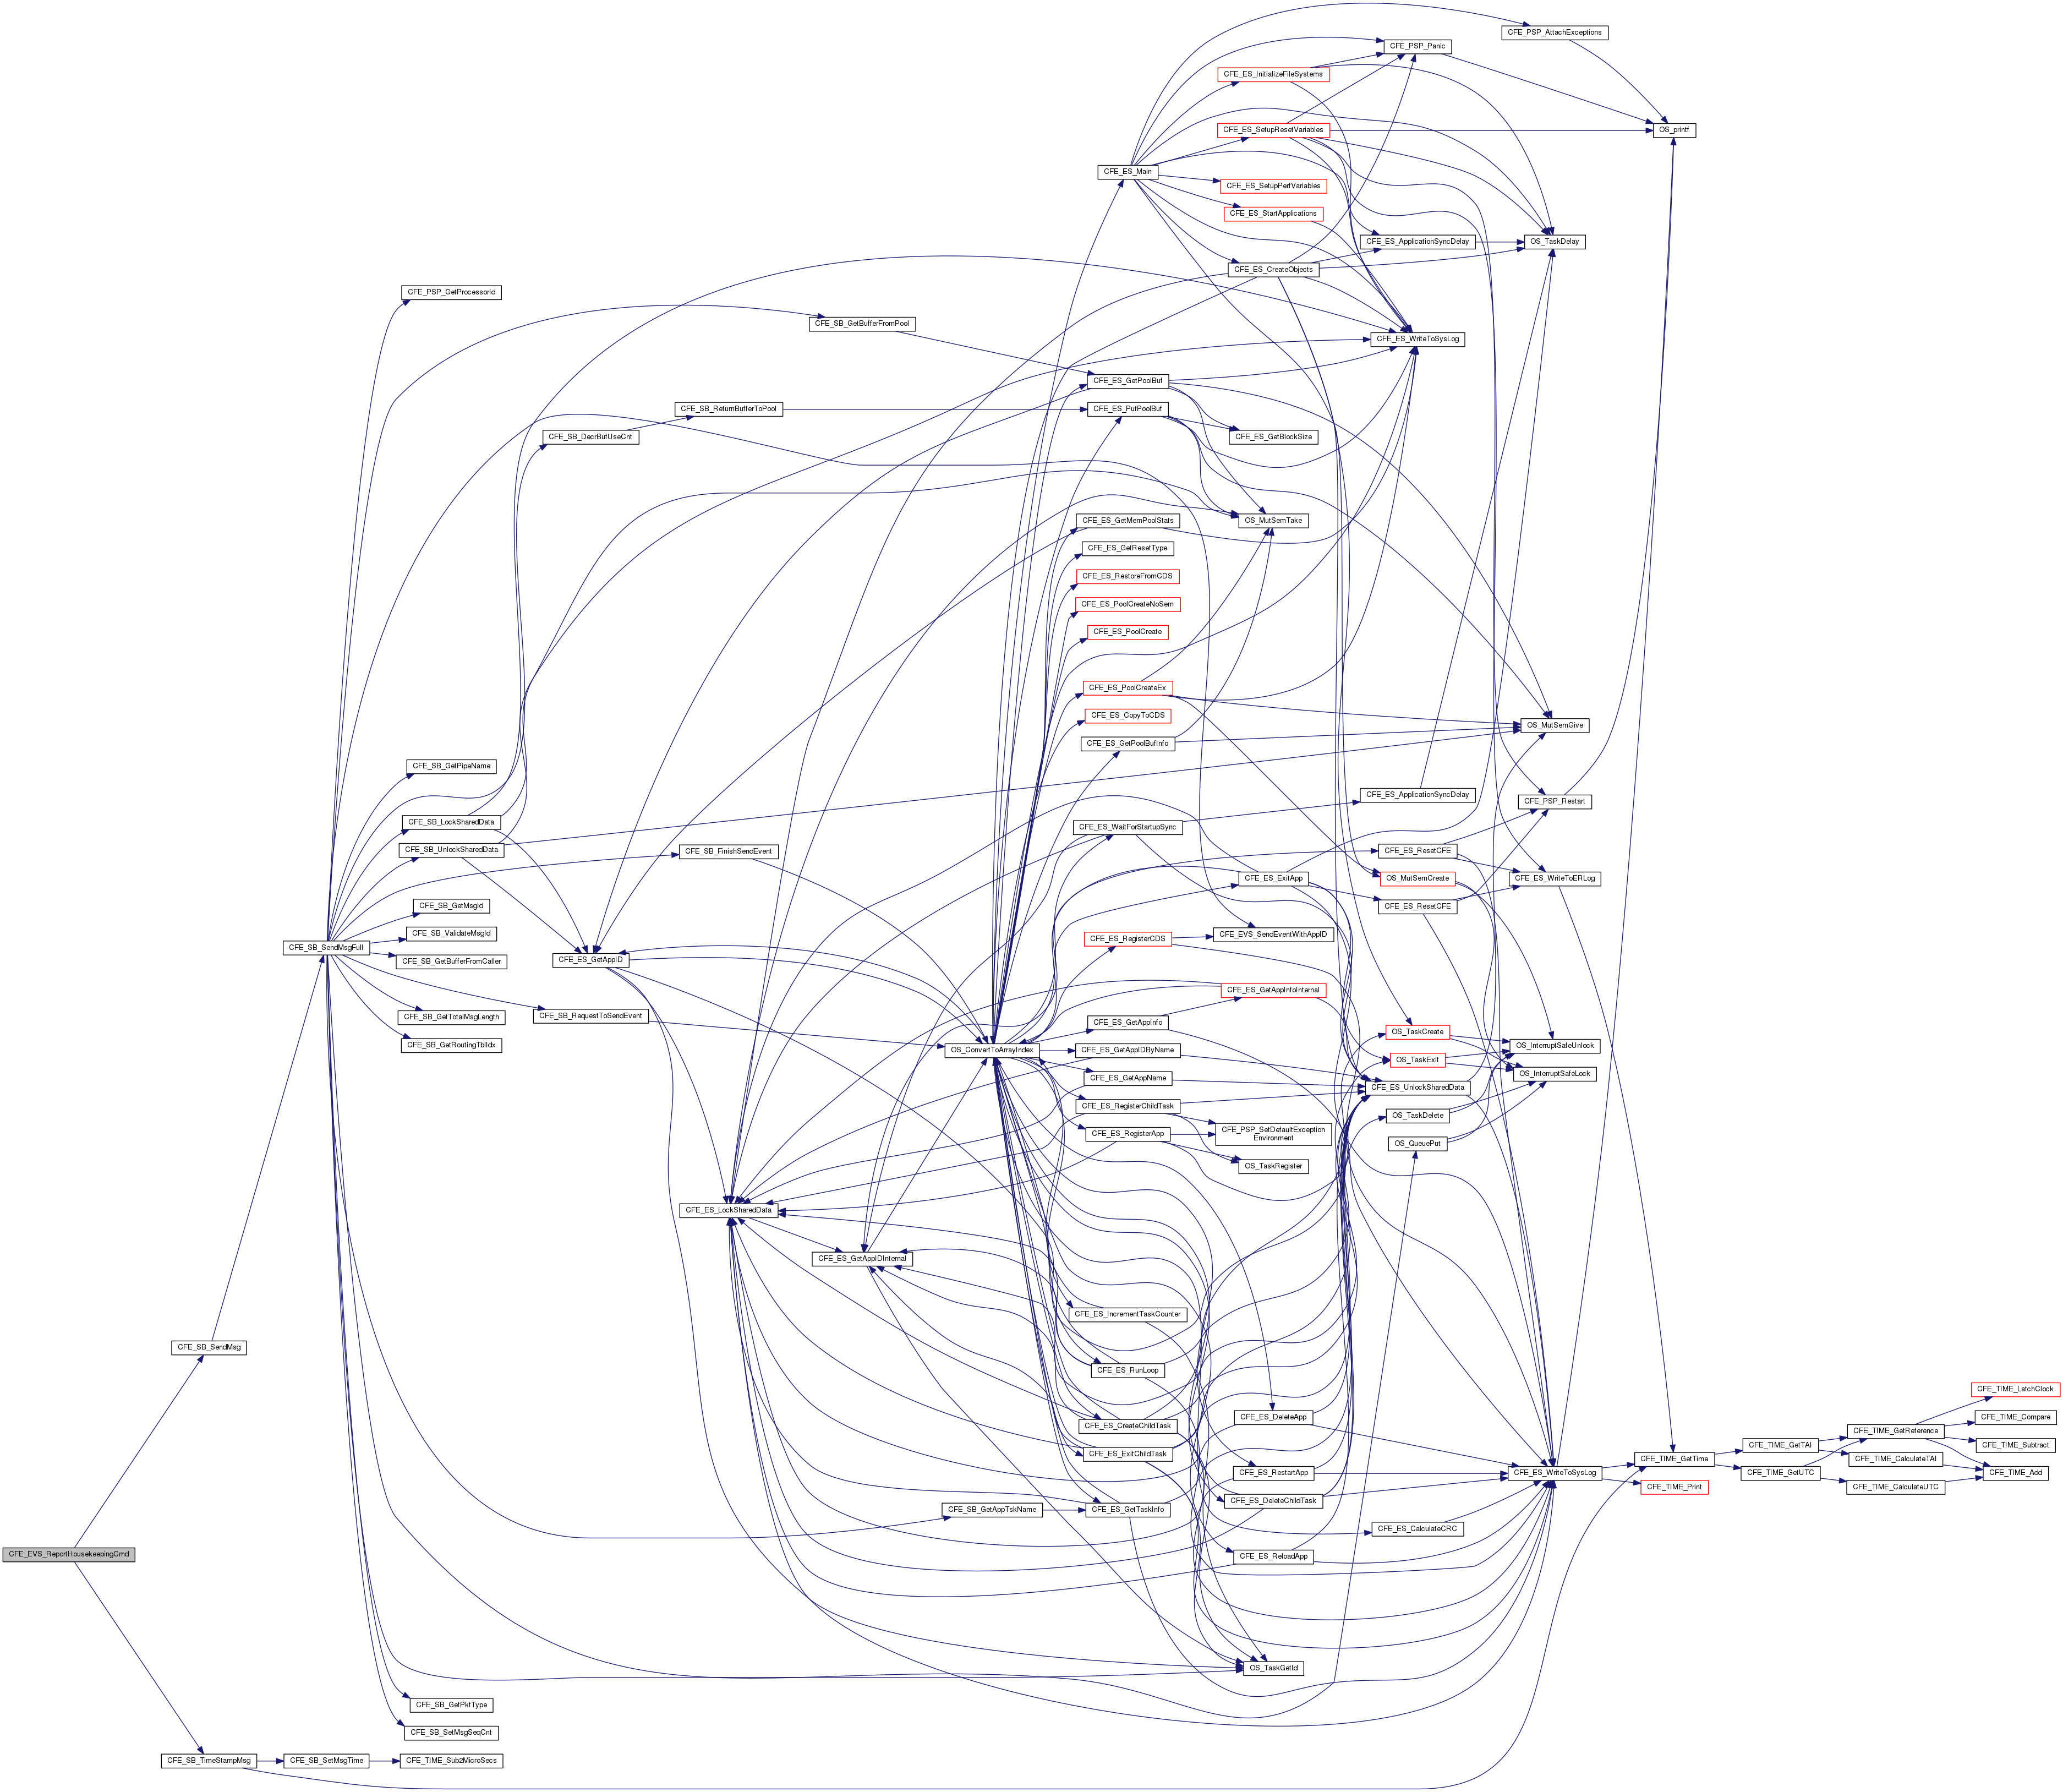 CFE_PSP_AttachExceptions
CFE_PSP_Panic
CFE_ES_InitializeFileSystems
CFE_ES_SetupResetVariables
OS_printf
CFE_ES_Main
CFE_ES_SetupPerfVariables
CFE_ES_StartApplications
CFE_ES_ApplicationSyncDelay
OS_TaskDelay
CFE_ES_CreateObjects
CFE_PSP_GetProcessorId
CFE_SB_GetBufferFromPool
CFE_ES_WriteToSysLog
CFE_ES_GetPoolBuf
CFE_SB_ReturnBufferToPool
CFE_ES_PutPoolBuf
CFE_SB_DecrBufUseCnt
CFE_ES_GetBlockSize
CFE_ES_GetMemPoolStats
OS_MutSemTake
CFE_ES_GetResetType
CFE_ES_RestoreFromCDS
CFE_ES_PoolCreateNoSem
CFE_ES_PoolCreate
CFE_ES_PoolCreateEx
CFE_ES_CopyToCDS
OS_MutSemGive
CFE_ES_GetPoolBufInfo
CFE_SB_GetPipeName
CFE_ES_ApplicationSyncDelay
CFE_PSP_Restart
CFE_SB_LockSharedData
CFE_ES_WaitForStartupSync
CFE_SB_UnlockSharedData
CFE_SB_FinishSendEvent
CFE_ES_ResetCFE
CFE_ES_ExitApp
OS_MutSemCreate
CFE_ES_WriteToERLog
CFE_SB_GetMsgId
CFE_ES_ResetCFE
CFE_SB_ValidateMsgId
CFE_EVS_SendEventWithAppID
CFE_ES_RegisterCDS
CFE_SB_SendMsgFull
CFE_SB_GetBufferFromCaller
CFE_ES_GetAppID
CFE_ES_GetAppInfoInternal
CFE_SB_GetTotalMsgLength
CFE_SB_RequestToSendEvent
CFE_ES_GetAppInfo
OS_TaskCreate
CFE_SB_GetRoutingTblIdx
OS_ConvertToArrayIndex
CFE_ES_GetAppIDByName
OS_InterruptSafeUnlock
OS_TaskExit
OS_InterruptSafeLock
CFE_ES_GetAppName
CFE_ES_UnlockSharedData
CFE_ES_RegisterChildTask
OS_TaskDelete
CFE_ES_RegisterApp
CFE_PSP_SetDefaultException
Environment
OS_QueuePut
OS_TaskRegister
CFE_ES_LockSharedData
CFE_ES_GetAppIDInternal
CFE_ES_IncrementTaskCounter
CFE_SB_SendMsg
CFE_ES_RunLoop
CFE_TIME_LatchClock
CFE_ES_DeleteApp
CFE_TIME_Compare
CFE_ES_CreateChildTask
CFE_TIME_GetReference
CFE_TIME_GetTAI
CFE_TIME_Subtract
CFE_ES_ExitChildTask
CFE_TIME_GetTime
CFE_TIME_CalculateTAI
CFE_ES_RestartApp
CFE_ES_WriteToSysLog
CFE_TIME_GetUTC
CFE_TIME_Add
CFE_TIME_Print
CFE_TIME_CalculateUTC
CFE_ES_DeleteChildTask
CFE_SB_GetAppTskName
CFE_ES_GetTaskInfo
CFE_ES_CalculateCRC
CFE_EVS_ReportHousekeepingCmd
CFE_ES_ReloadApp
OS_TaskGetId
CFE_SB_GetPktType
CFE_SB_SetMsgSeqCnt
CFE_SB_TimeStampMsg
CFE_SB_SetMsgTime
CFE_TIME_Sub2MicroSecs